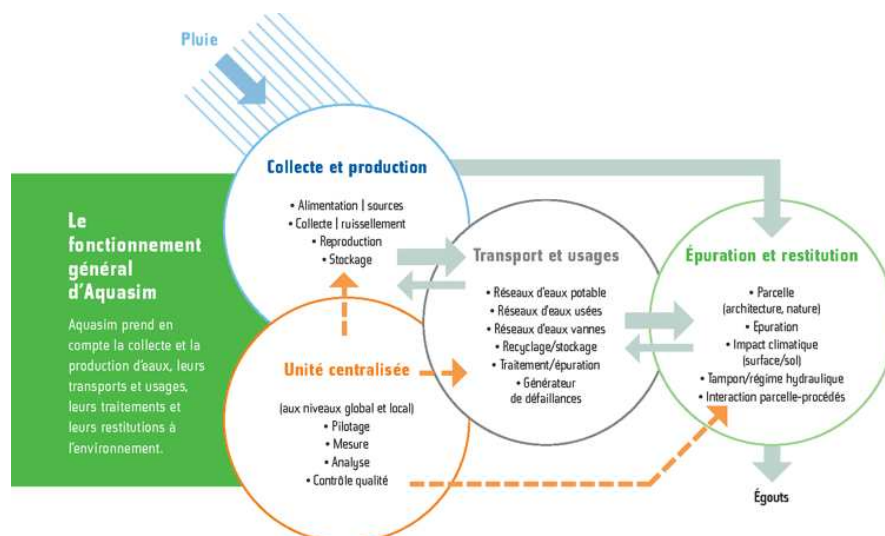 Pluie
Collecte et production
• Alimentation | sources
• Collecte | ruissellement
• Reproduction
• Stockage
Le
fonctionnement
général
d'Aquasim
Aquasim prend en
compte la collecte et la
production d'eaux, leurs
transports et usages,
leurs traitements et
leurs restitutions à
l'environnement.
Transport et usages
• Réseaux d'eaux potable
• Réseaux d'eaux usées
• Réseaux d'eaux vannes
• Recyclage/stockage
• Traitement/épuration
• Générateur
de défaillances
Épuration et restitution
• Parcelle
(architecture, nature)
• Epuration
• Impact climatique
(surface/sol)
• Tampon/régime hydraulique
• Interaction parcelle-procédés
Unité centralisée
(aux niveaux global et local)
• Pilotage
• Mesure
• Analyse
• Contrôle qualité
Égouts